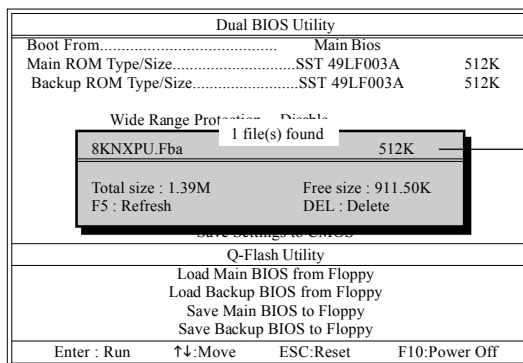 Dual BIOS Utility
Boot From.......................................... Main Bios
Main ROM Type/Size.............................SST 49LF003A 512K
Backup ROM Type/Size.........................SST 49LF003A 512K
Wide Range Protection Disable
1 file(s) found
8KNXPU.Fba 512K
Total size : 1.39M Free size : 911.50K
F5 : Refresh DEL : Delete
Save Settings to CMOS
Q-Flash Utility
Load Main BIOS from Floppy
Load Backup BIOS from Floppy
Save Main BIOS to Floppy
Save Backup BIOS to Floppy
Enter : Run ↑↓:Move ESC:Reset F10:Power Off